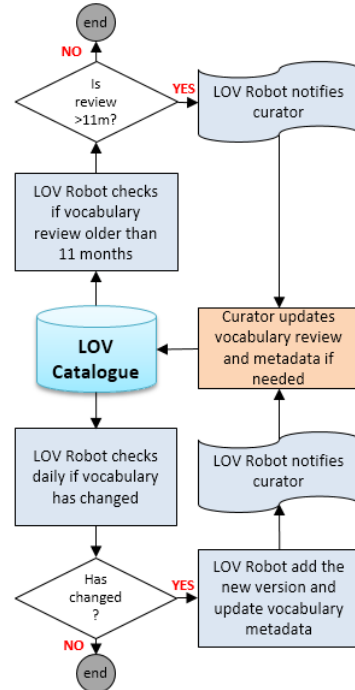 end
NO
Is
review
>11m?
YES
LOV Robot notifies
curator
LOV Robot checks
if vocabulary
review older than
11 months
LOV
Catalogue
Curator updates
vocabulary review
and metadata if
needed
LOV Robot checks
daily if vocabulary
has changed
LOV Robot notifies
curator
Has
changed
?
YES
LOV Robot add the
new version and
update vocabulary
metadata
NO
end